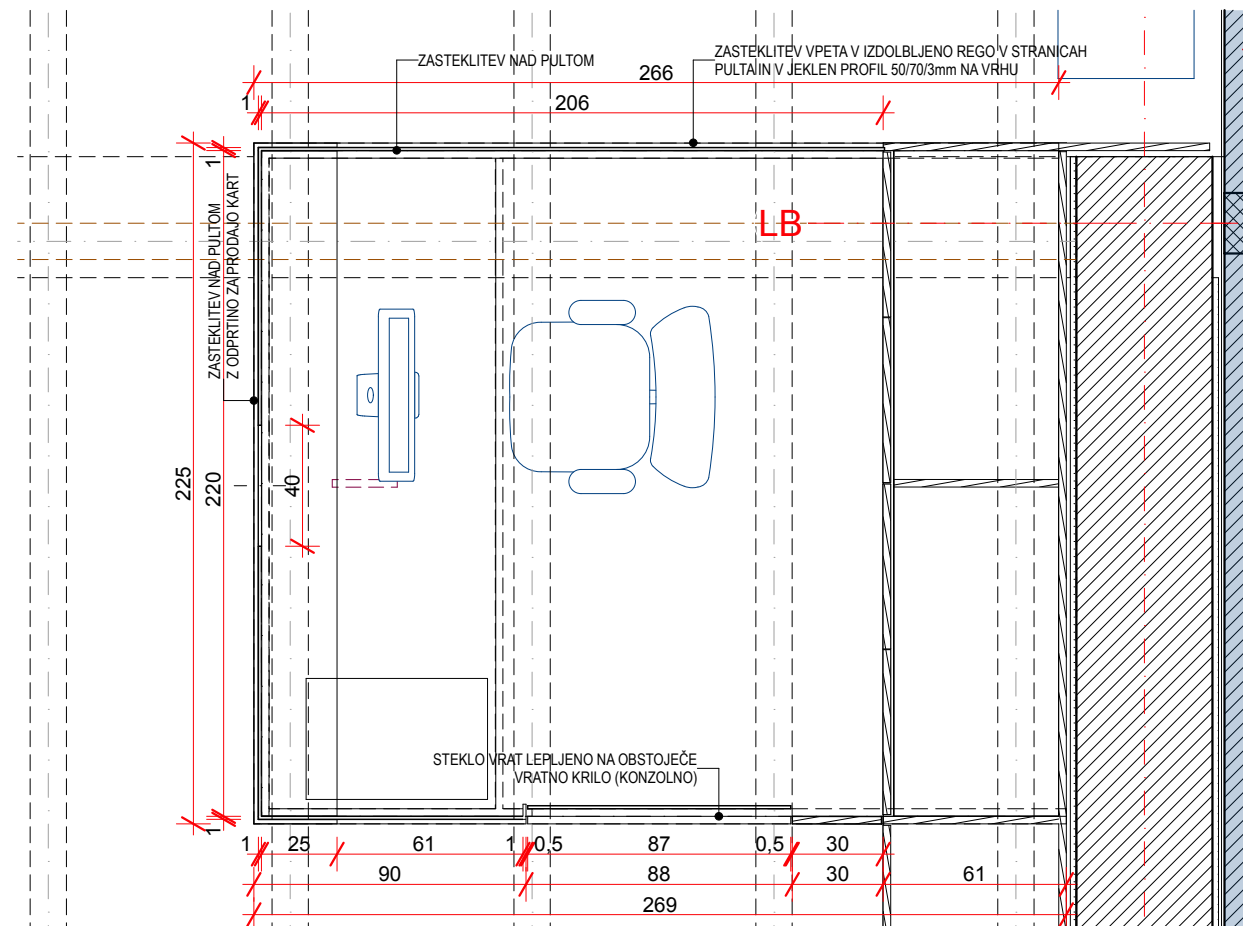 ZASTEKLITEV NAD PULTOM
ZASTEKLITEV VPETA V IZDOLBLJENO REGO V STRANICAH
PULTA IN V JEKLEN PROFIL 50/70/3mm NA VRHU
266
1
206
1
ZASTEKLITEV NAD PULTOM
Z ODPRTINO ZA PRODAJO KART
LB
225
220
40
STEKLO VRAT LEPLJENO NA OBSTOJEČE
VRATNO KRILO (KONZOLNO)
1
1 25 61 1 0,5 87 0,5 30
90 88 30 61
269